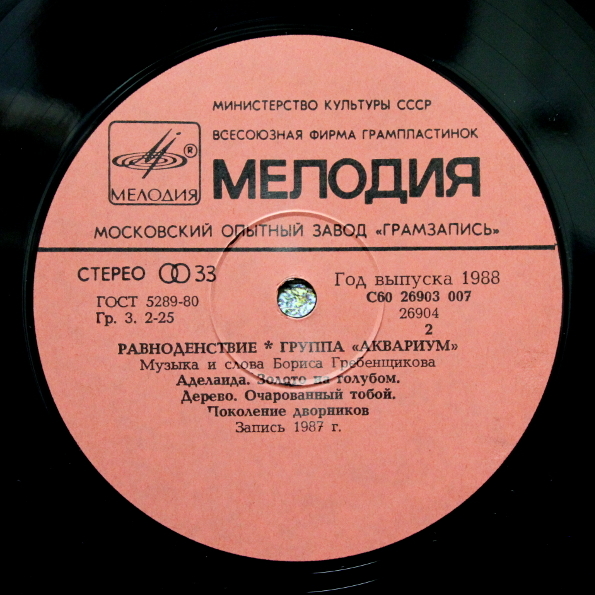 МИНИСТЕРСТВО КУЛЬТУРЫ СССР
ВСЕСОЮЗНАЯ ФИРМА ГРАМПЛАСТИНОК
®
МЕЛОДИЯ
МЕЛОДИЯ
МОСКОВСКИЙ ОПЫТНЫЙ ЗАВОД «ГРАМЗАПИСЬ»
СТЕРЕО 33
Год выпуска 1988
ГОСТ 5289-80
С60 26903 007
Гр. 3. 2-25
26904
2
РАВНОДЕНСТВИЕ * ГРУППА «АКВАРИУМ»
Музыка и слова Бориса Гребенщикова
Аделаида. Золото на голубом.
Дерево. Очарованный тобой.
Поколение дворников
Запись 1987 г.